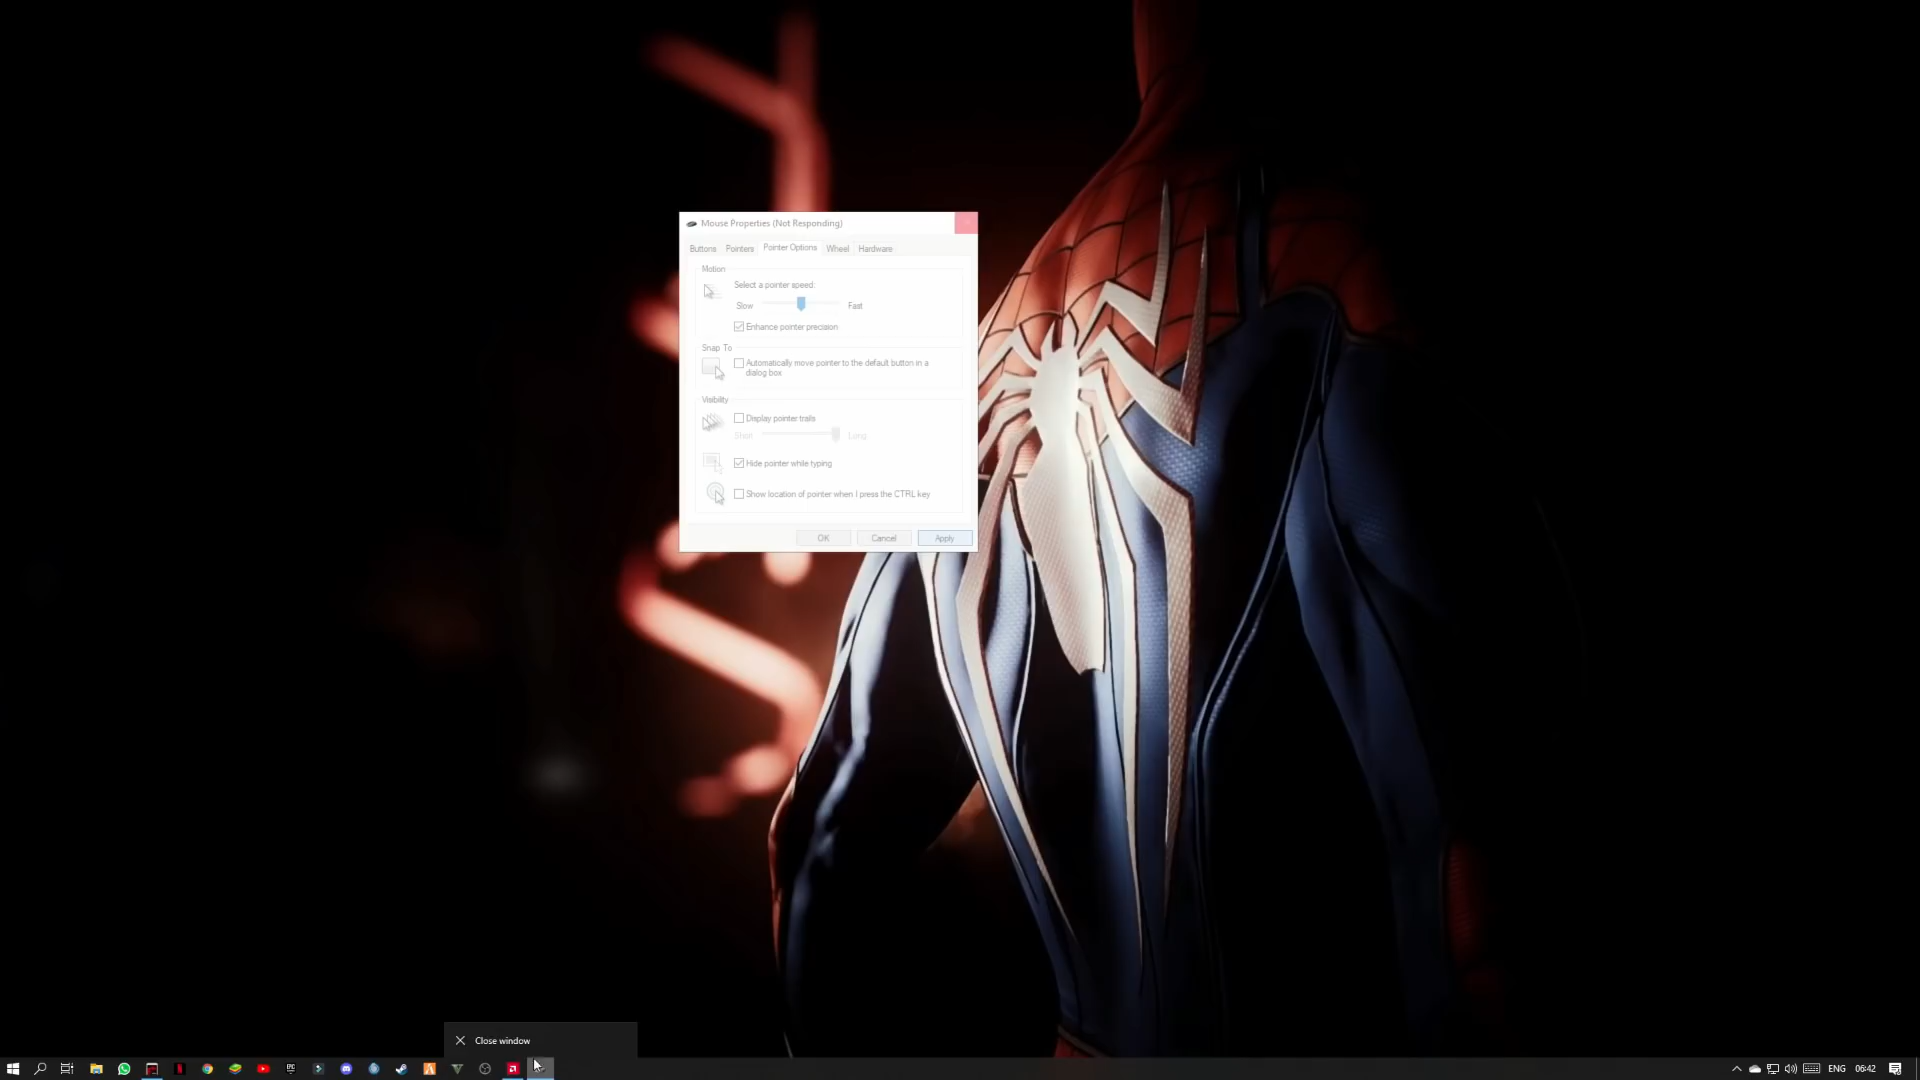 Mouse Properties (Not Responding)
Buttons Pointers Pointer Options Wheel Hardware
Motion
Select a pointer speed:
Slow Fast
Enhance pointer precision
Snap To
Automatically move pointer to the default button in a
dialog box
Visibility
Display pointer trails
Short Long
Hide pointer while typing
Show location of pointer when I press the CTRL key
OK Cancel Apply
Close window
ENG 06:42